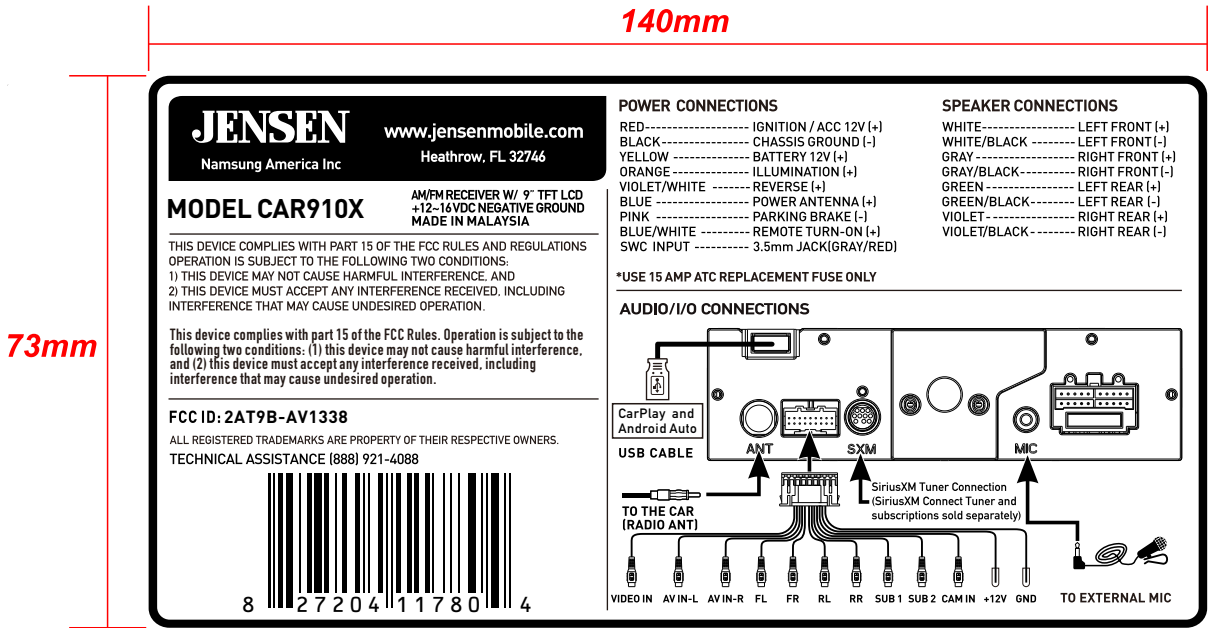 140mm
73mm
JENSEN
Namsung America Inc
www.jensenmobile.com
Heathrow, FL 32746
MODEL CAR910X
AM/FM RECEIVER W/ 9" TFT LCD
+12~16VDC NEGATIVE GROUND
MADE IN MALAYSIA
THIS DEVICE COMPLIES WITH PART 15 OF THE FCC RULES AND REGULATIONS
OPERATION IS SUBJECT TO THE FOLLOWING TWO CONDITIONS:
1) THIS DEVICE MAY NOT CAUSE HARMFUL INTERFERENCE, AND
2) THIS DEVICE MUST ACCEPT ANY INTERFERENCE RECEIVED, INCLUDING
INTERFERENCE THAT MAY CAUSE UNDESIRED OPERATION.
This device complies with part 15 of the FCC Rules. Operation is subject to the
following two conditions: (1) this device may not cause harmful interference,
and (2) this device must accept any interference received, including
interference that may cause undesired operation.
FCC ID: 2AT9B-AV1338
ALL REGISTERED TRADEMARKS ARE PROPERTY OF THEIR RESPECTIVE OWNERS.
TECHNICAL ASSISTANCE (888) 921-4088
8 27204 11780 4
POWER CONNECTIONS
RED------------------- IGNITION / ACC 12V (+)
BLACK---------------- CHASSIS GROUND (-)
YELLOW -------------- BATTERY 12V (+)
ORANGE-------------- ILLUMINATION (+)
VIOLET/WHITE ------- REVERSE (+)
BLUE ---------------- POWER ANTENNA (+)
PINK ----------------- PARKING BRAKE (-)
BLUE/WHITE --------- REMOTE TURN-ON (+)
SWC INPUT ---------- 3.5mm JACK(GRAY/RED)
*USE 15 AMP ATC REPLACEMENT FUSE ONLY
SPEAKER CONNECTIONS
WHITE---------------- LEFT FRONT (+)
WHITE/BLACK -------- LEFT FRONT (-)
GRAY ----------------- RIGHT FRONT (+)
GRAY/BLACK---------- RIGHT FRONT (-)
GREEN ---------------- LEFT REAR (+)
GREEN/BLACK-------- LEFT REAR (-)
VIOLET---------------- RIGHT REAR (+)
VIOLET/BLACK-------- RIGHT REAR (-)
AUDIO/I/O CONNECTIONS
CarPlay and
Android Auto
USB CABLE
ANT
SXM
MIC
TO THE CAR
(RADIO ANT)
SiriusXM Tuner Connection
(SiriusXM Connect Tuner and
subscriptions sold separately)
VIDEO IN AV IN-L AV IN-R FL FR RL RR SUB 1 SUB 2 CAM IN +12V GND
TO EXTERNAL MIC